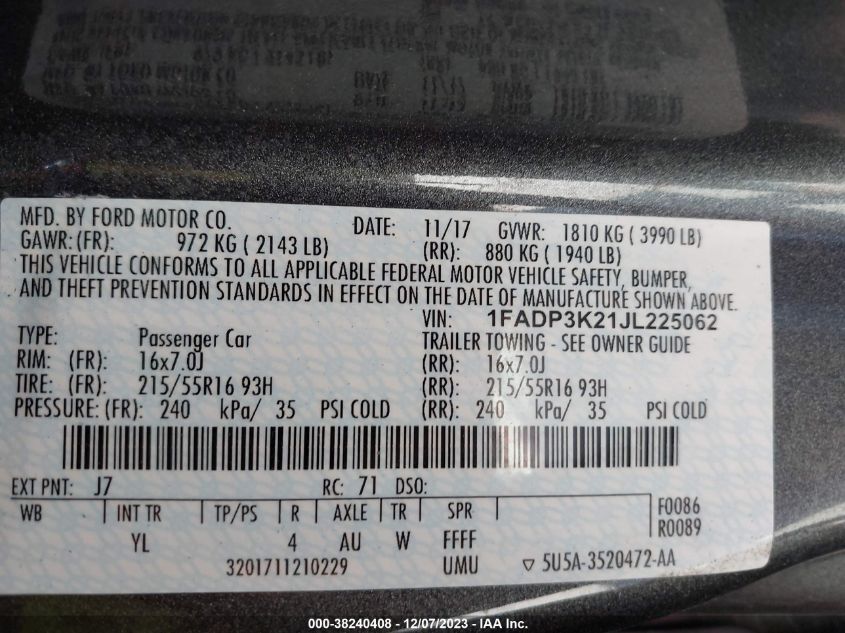 MFD. BY FORD MOTOR CO. DATE: 11/17 GVWR: 1810 KG ( 3990 LB)
GAWR: (FR): 972 KG ( 2143 LB) (RR): 880 KG ( 1940 LB)
THIS VEHICLE CONFORMS TO ALL APPLICABLE FEDERAL MOTOR VEHICLE SAFETY, BUMPER,
AND THEFT PREVENTION STANDARDS IN EFFECT ON THE DATE OF MANUFACTURE SHOWN ABOVE.
VIN: 1FADP3K21JL225062
TYPE: Passenger Car TRAILER TOWING - SEE OWNER GUIDE
RIM: (FR): 16x7.0J (RR): 16x7.0J
TIRE: (FR): 215/55R16 93H (RR): 215/55R16 93H
PRESSURE: (FR): 240 kPa/ 35 PSI COLD (RR): 240 kPa/ 35 PSI COLD
EXT PNT: J7 RC: 71 DSO:
WB INT TR TP/PS R AXLE TR SPR F0086
R0089
YL 4 AU W FFFF
3201711210229 UMU ▽ 5U5A-3520472-AA
000-38240408 - 12/07/2023 - IAA Inc.